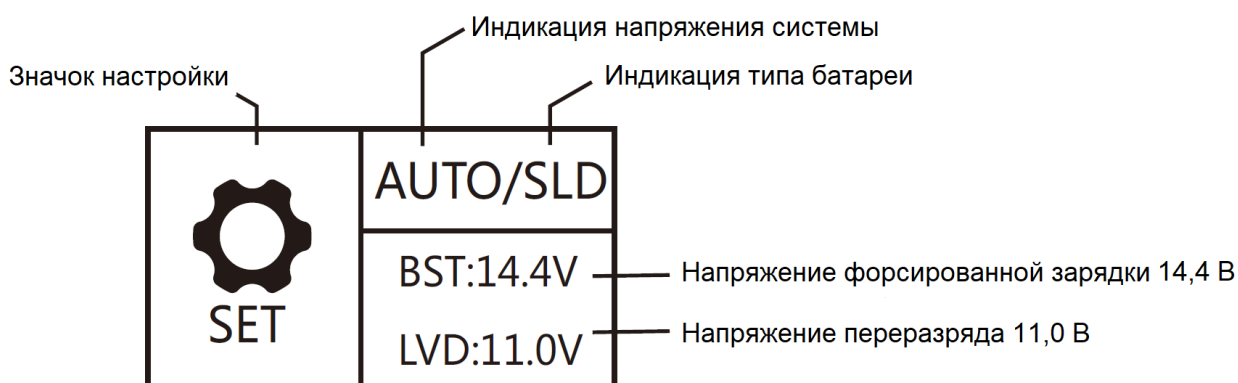 Индикация напряжения системы
Значок настройки
Индикация типа батареи
AUTO/SLD
BST:14.4V
Напряжение форсированной зарядки 14,4 В
SET
LVD:11.0V
Напряжение переразряда 11,0 В